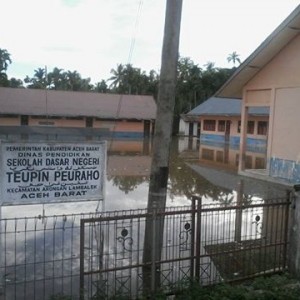 PEMERINTAH KABUPATEN ACEH BARAT
DINAS PENDIDIKAN
SEKOLAH DASAR NEGERI
TEUPIN PEURAHO
KECAMATAN ARONGAN LAMBALEK
ACEH BARAT